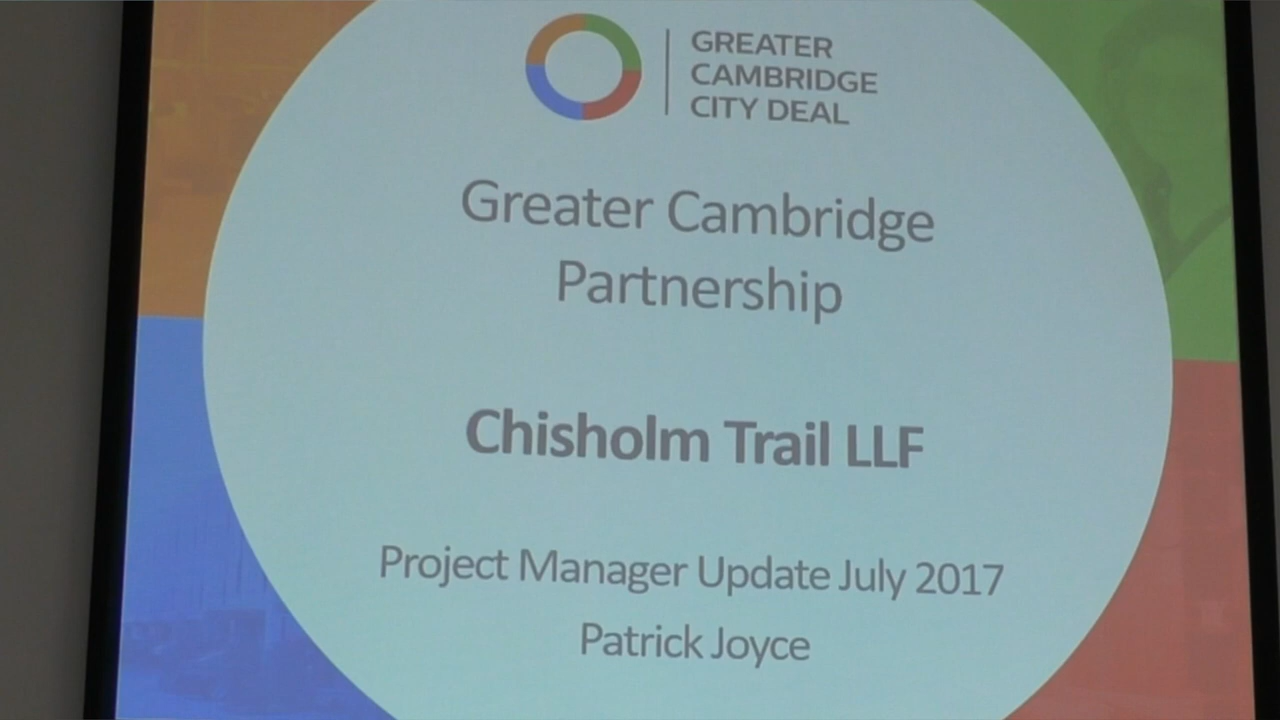 GREATER
CAMBRIDGE
CITY DEAL
Greater Cambridge
Partnership
Chisholm Trail LLF
Project Manager Update July 2017
Patrick Joyce